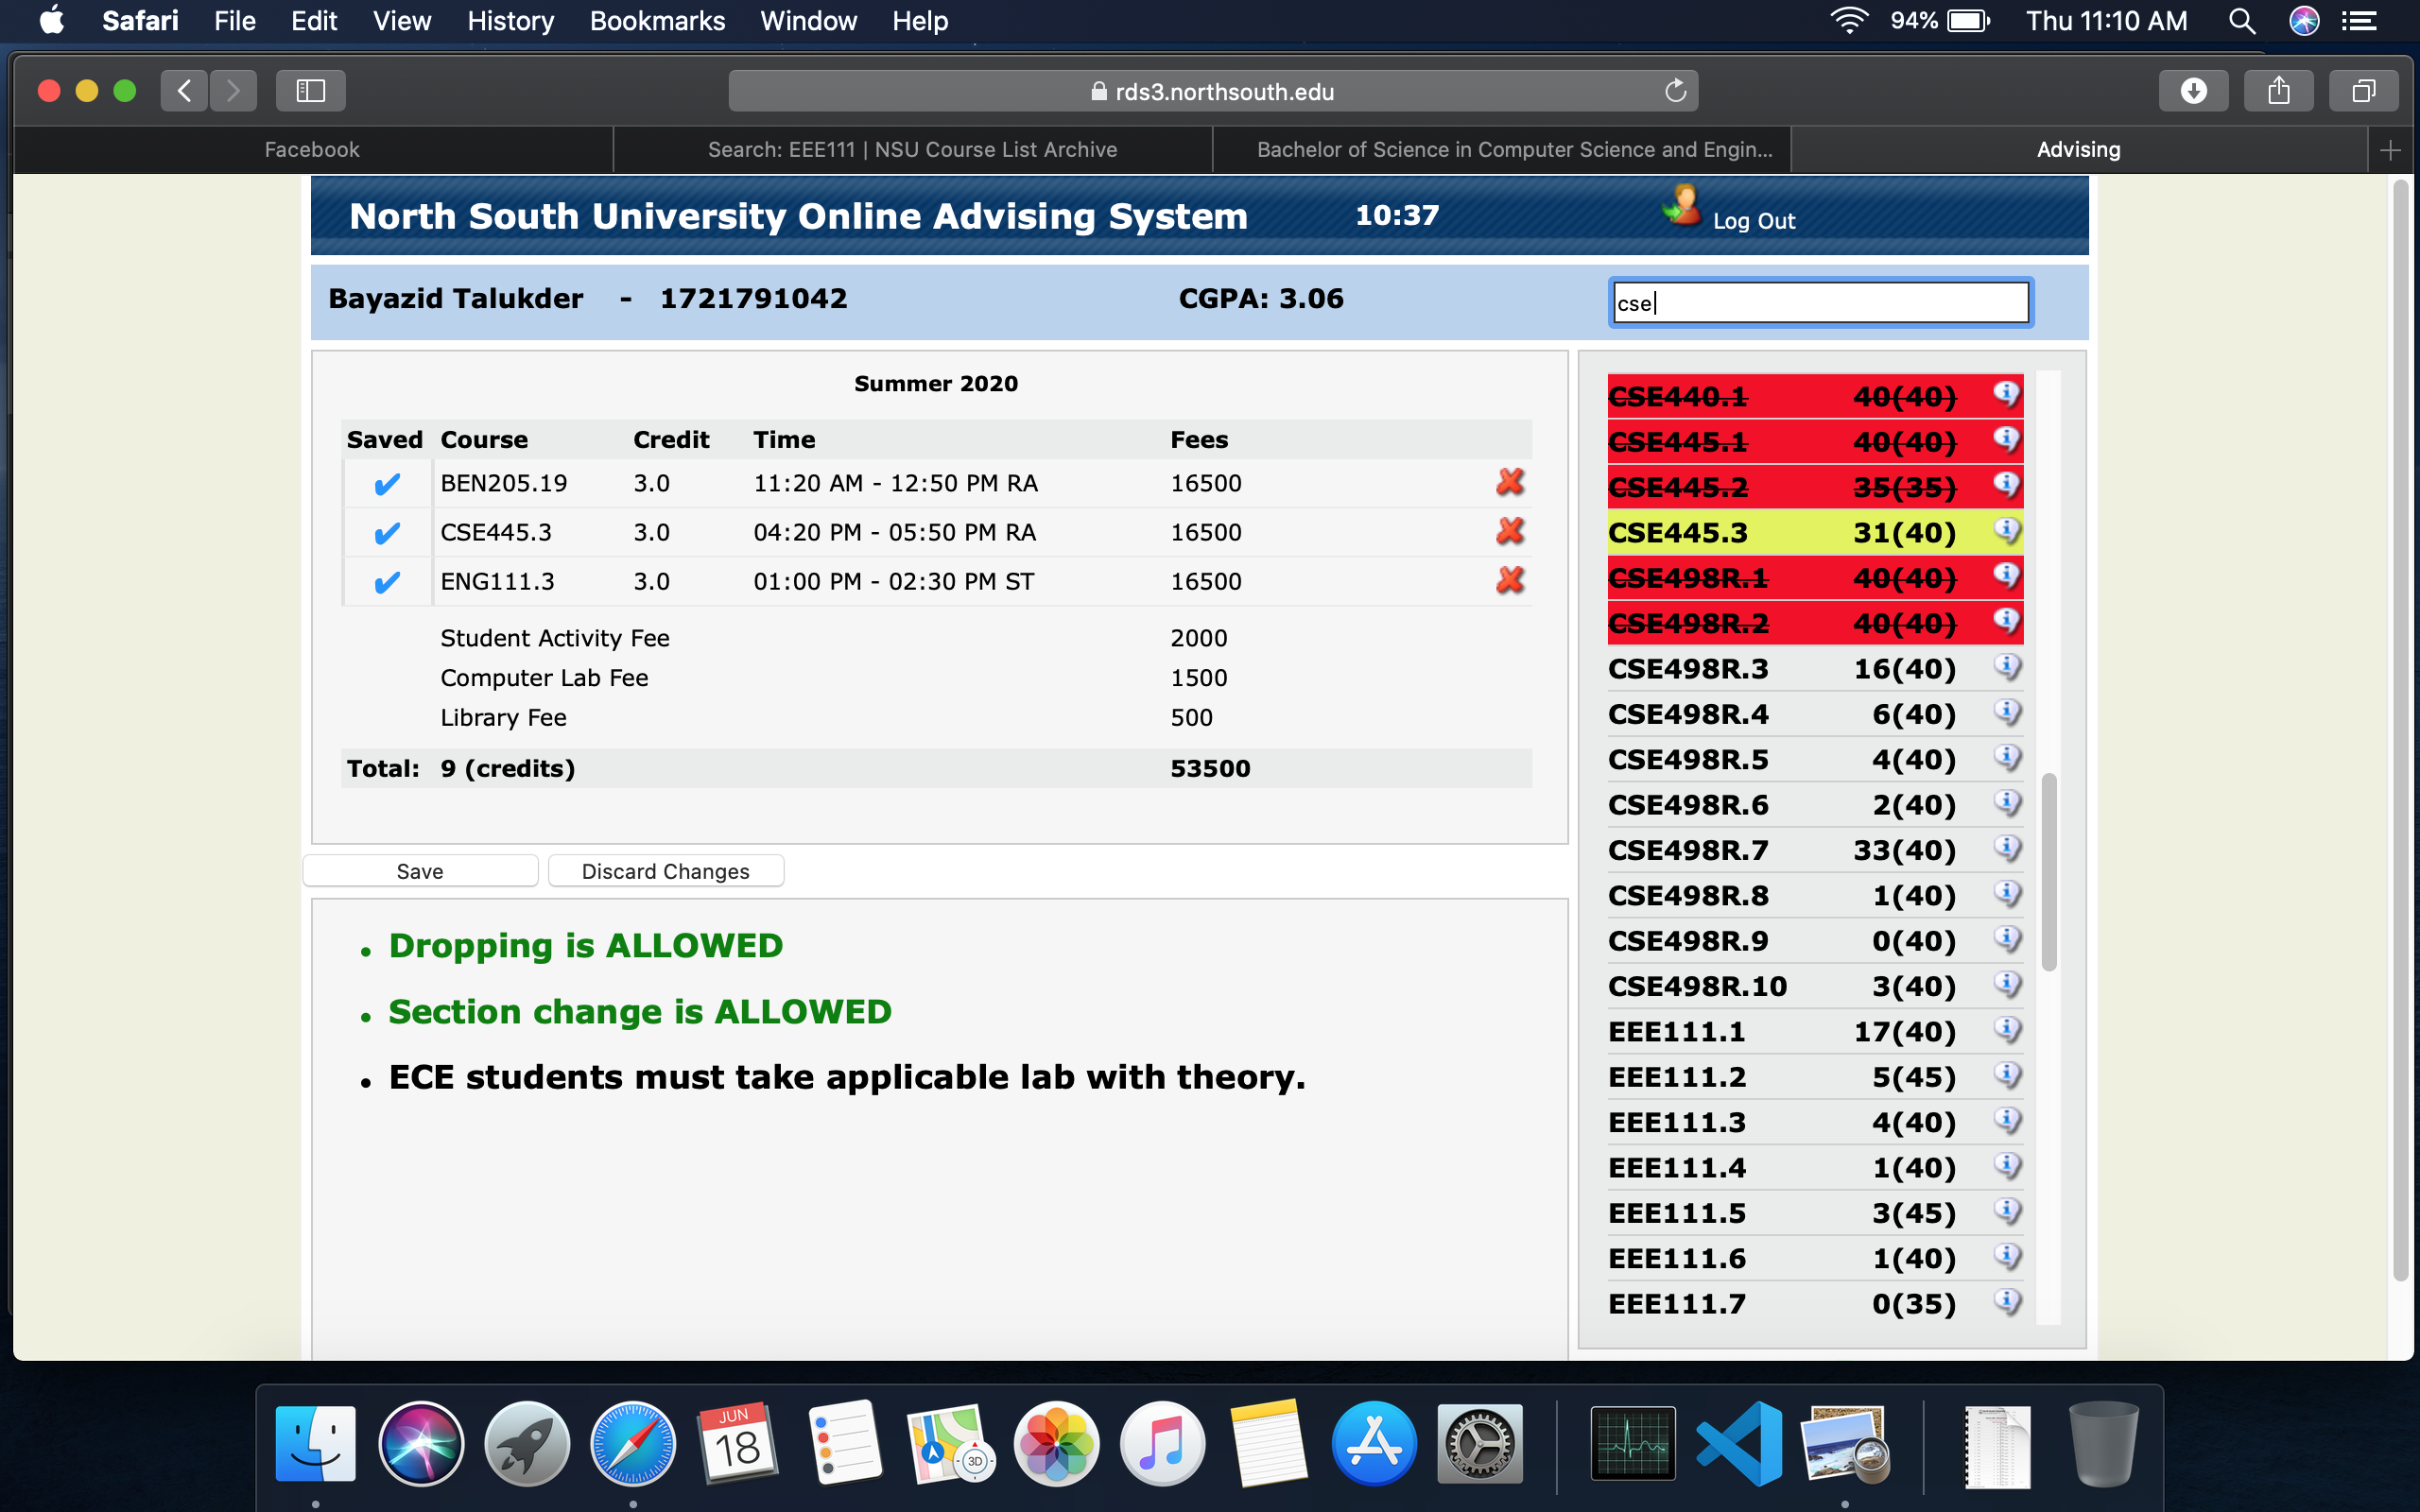 Safari File Edit View History Bookmarks Window Help 94% Thu 11:10 AM
rds3.northsouth.edu
Facebook Search: EEE111 | NSU Course List Archive Bachelor of Science in Computer Science and Engin... Advising
North South University Online Advising System 10:37 Log Out
Bayazid Talukder - 1721791042 CGPA: 3.06 cse
Summer 2020
Saved Course Credit Time Fees
BEN205.19 3.0 11:20 AM - 12:50 PM RA 16500
CSE445.3 3.0 04:20 PM - 05:50 PM RA 16500
ENG111.3 3.0 01:00 PM - 02:30 PM ST 16500
Student Activity Fee 2000
Computer Lab Fee 1500
Library Fee 500
Total: 9 (credits) 53500
Save Discard Changes
• Dropping is ALLOWED
• Section change is ALLOWED
• ECE students must take applicable lab with theory.
CSE440.1 40(40)
CSE445.1 40(40)
CSE445.2 35(35)
CSE445.3 31(40)
CSE498R.1 40(40)
CSE498R.2 40(40)
CSE498R.3 16(40)
CSE498R.4 6(40)
CSE498R.5 4(40)
CSE498R.6 2(40)
CSE498R.7 33(40)
CSE498R.8 1(40)
CSE498R.9 0(40)
CSE498R.10 3(40)
EEE111.1 17(40)
EEE111.2 5(45)
EEE111.3 4(40)
EEE111.4 1(40)
EEE111.5 3(45)
EEE111.6 1(40)
EEE111.7 0(35)
JUN
18
3D